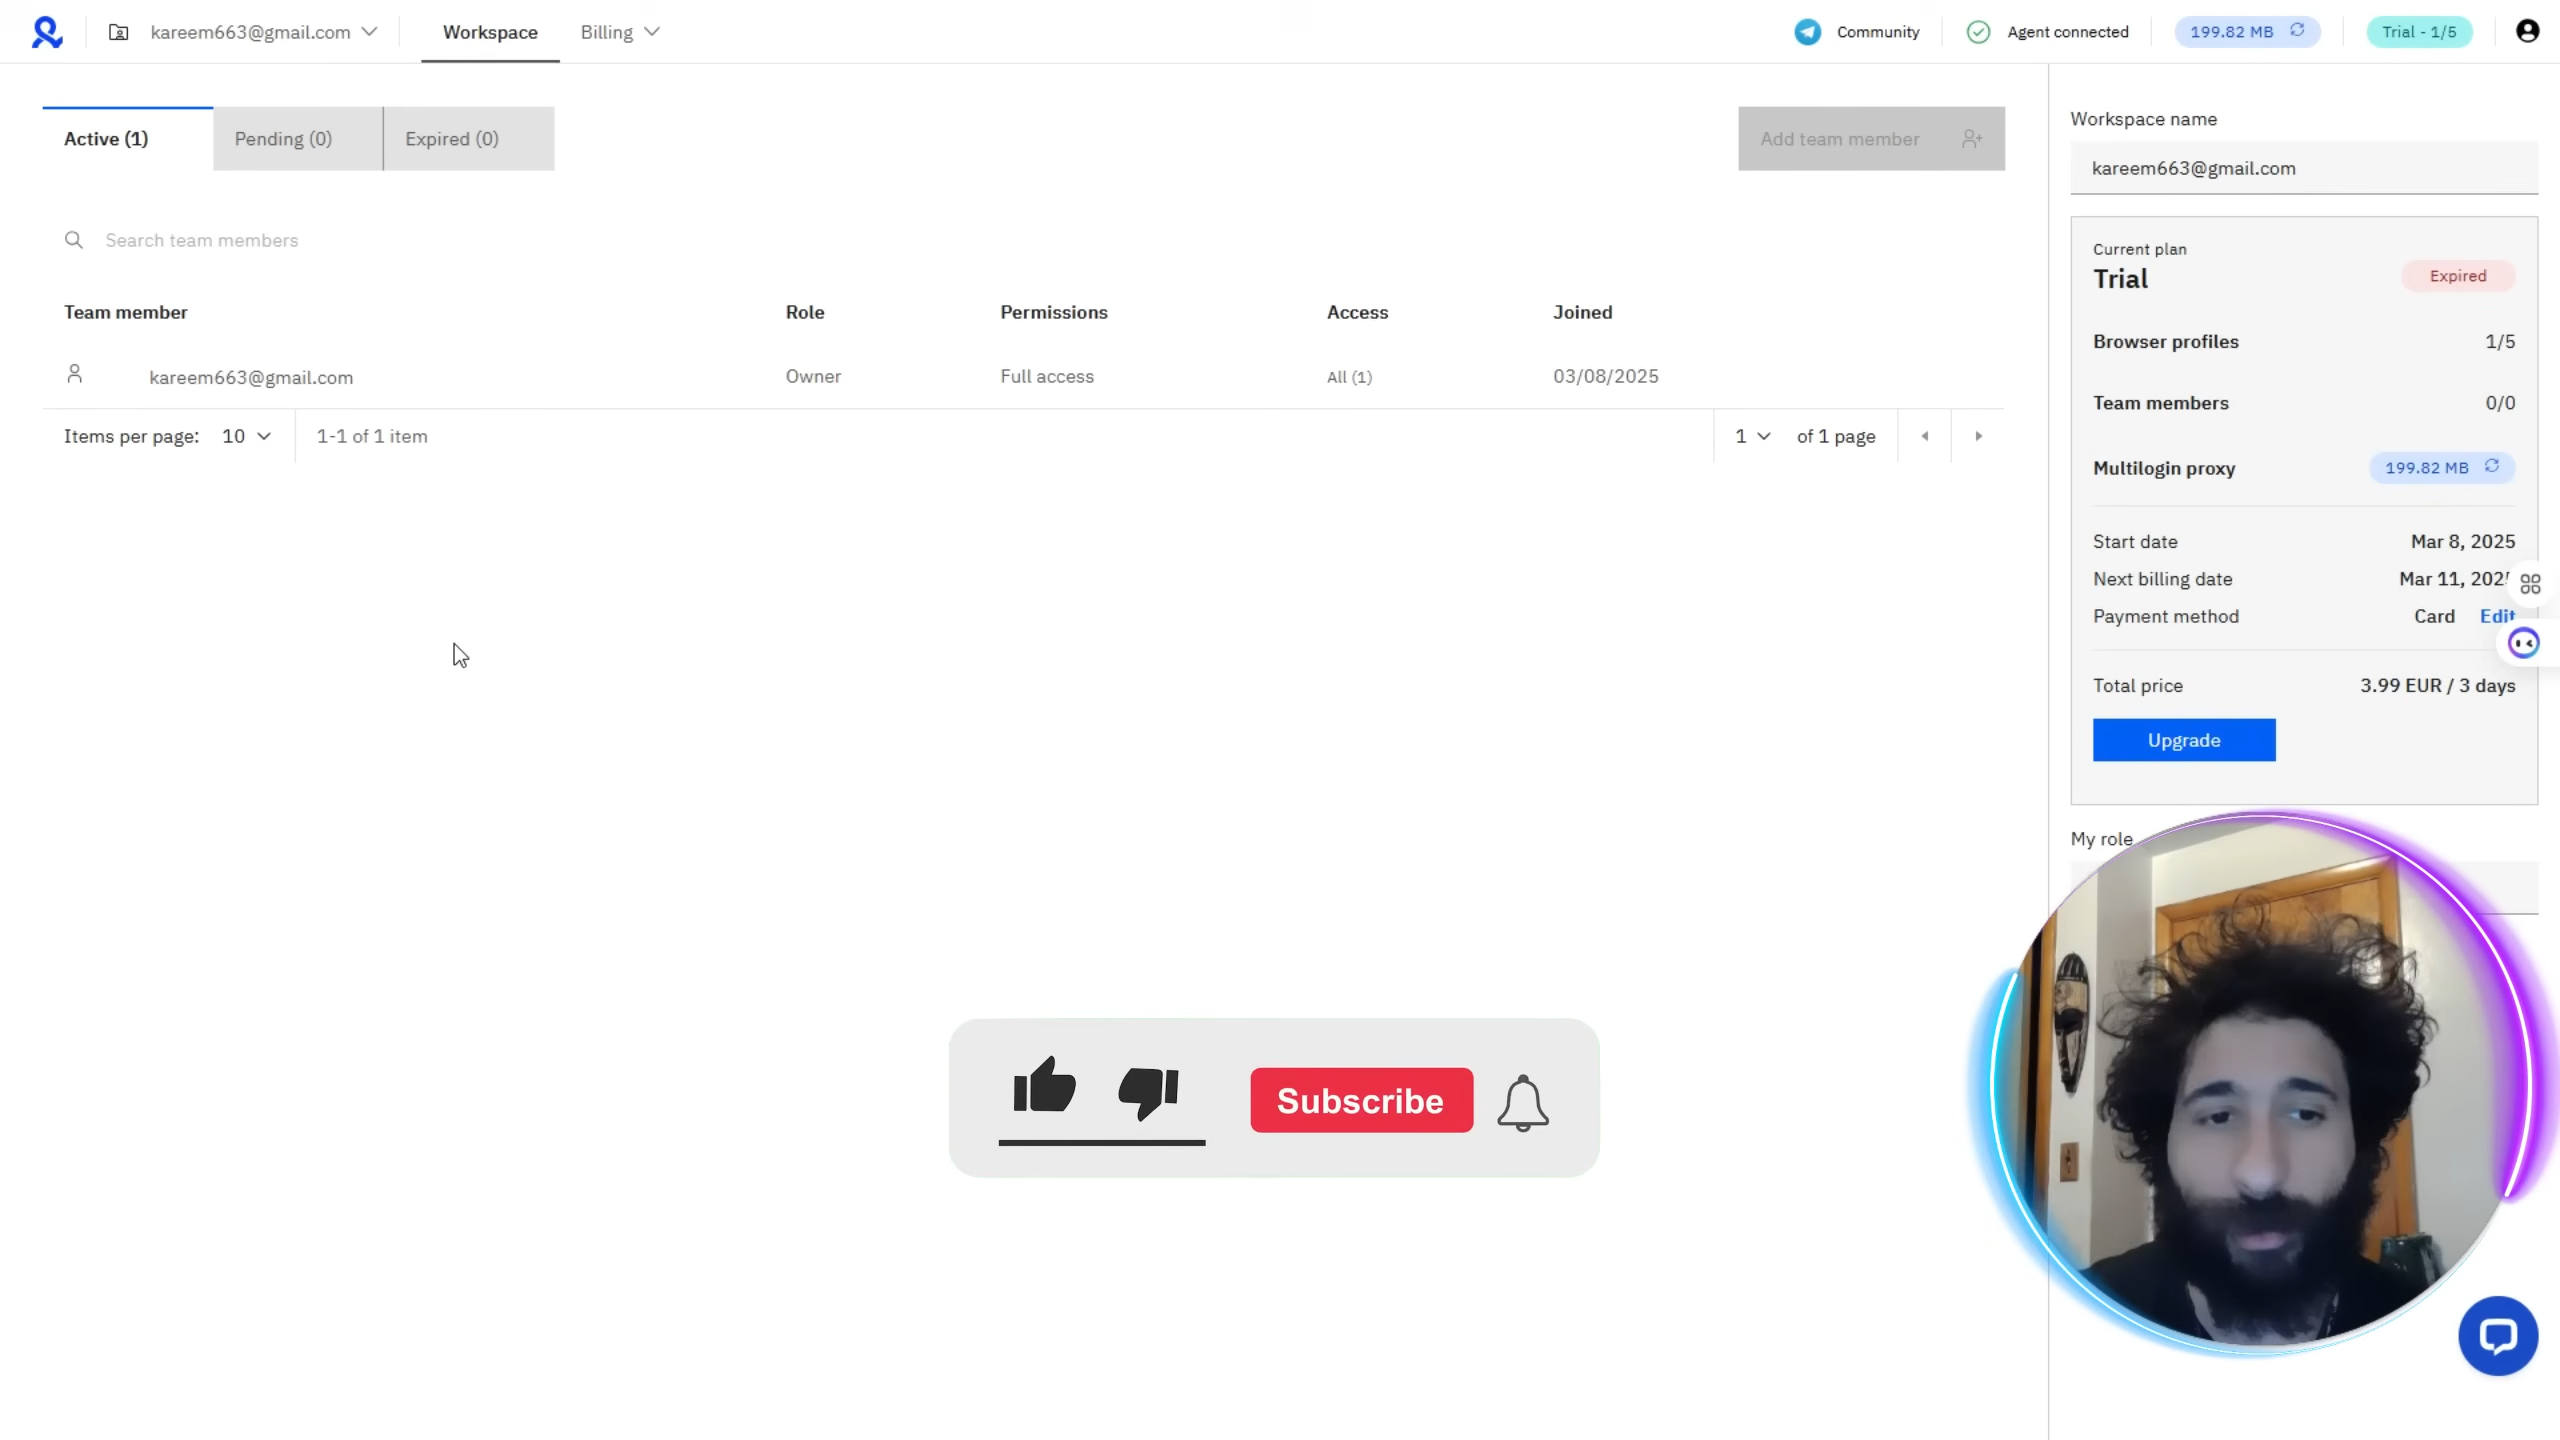 kareem663@gmail.com
Workspace
Billing
Community
Agent connected
199.82 MB
Trial - 1/5
Active (1)
Pending (0)
Expired (0)
Add team member
Search team members
Team member Role Permissions Access Joined
kareem663@gmail.com Owner Full access All (1) 03/08/2025
Items per page: 10 1-1 of 1 item 1 of 1 page
Workspace name
kareem663@gmail.com
Current plan
Trial
Expired
Browser profiles 1/5
Team members 0/0
Multilogin proxy 199.82 MB
Start date Mar 8, 2025
Next billing date Mar 11, 2025
Payment method Card Edit
Total price 3.99 EUR / 3 days
Upgrade
My role
Subscribe